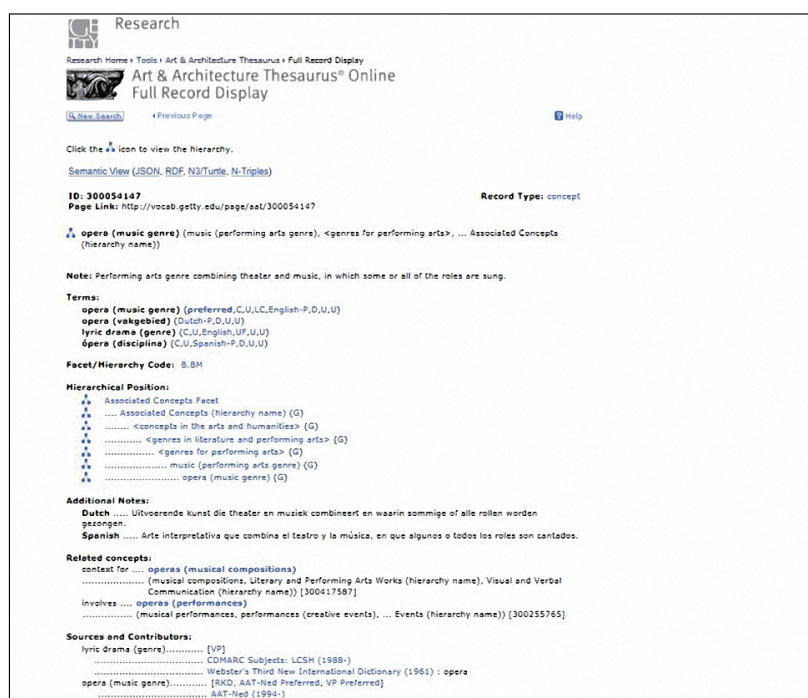 Research
Research Home › Tools › Art & Architecture Thesaurus › Full Record Display
Art & Architecture Thesaurus® Online
Full Record Display
New Search Previous Page Help
Click the icon to view the hierarchy.
Semantic View (JSON, RDF, N3/Turtle, N-Triples)
ID: 300054147 Record Type: concept
Page Link: http://vocab.getty.edu/page/aat/300054147
opera (music genre) (music (performing arts genre), <genres for performing arts>, ... Associated Concepts
(hierarchy name))
Note: Performing arts genre combining theater and music, in which some or all of the roles are sung.
Terms:
opera (music genre) (preferred,C,U,LC,English-P,D,U,U)
opera (vakgebied) (Dutch-P,D,U,U)
lyric drama (genre) (C,U,English,UF,U,U)
ópera (disciplina) (C,U,Spanish-P,D,U,U)
Facet/Hierarchy Code: B.BM
Hierarchical Position:
Associated Concepts Facet
.... Associated Concepts (hierarchy name) (G)
........ <concepts in the arts and humanities> (G)
............ <genres in literature and performing arts> (G)
................ <genres for performing arts> (G)
.................... music (performing arts genre) (G)
........................ opera (music genre) (G)
Additional Notes:
Dutch ..... Uitvoerende kunst die theater en muziek combineert en waarin sommige of alle rollen worden
gezongen.
Spanish ..... Arte interpretativa que combina el teatro y la música, en que algunos o todos los roles son cantados.
Related concepts:
context for .... operas (musical compositions)
.................... (musical compositions, Literary and Performing Arts Works (hierarchy name), Visual and Verbal
Communication (hierarchy name)) [300417587]
involves .... operas (performances)
.................... (musical performances, performances (creative events), ... Events (hierarchy name)) [300255765]
Sources and Contributors:
lyric drama (genre)............ [VP]
................................... CDMARC Subjects: LCSH (1988-)
................................... Webster's Third New International Dictionary (1961) : opera
opera (music genre)............ [RKD, AAT-Ned Preferred, VP Preferred]
................................... AAT-Ned (1994-)